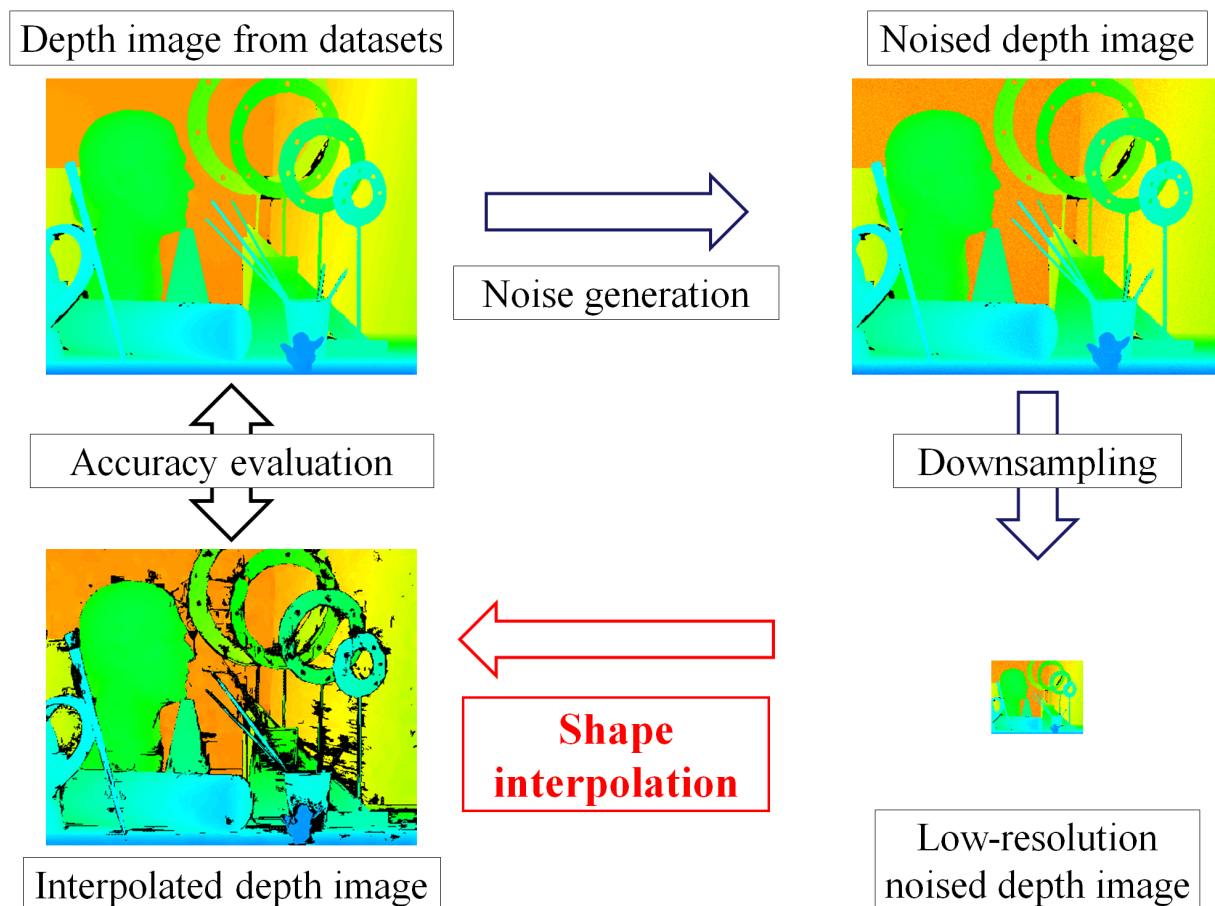 Depth image from datasets
Noised depth image
Noise generation
Accuracy evaluation
Downsampling
Shape
interpolation
Interpolated depth image
Low-resolution
noised depth image